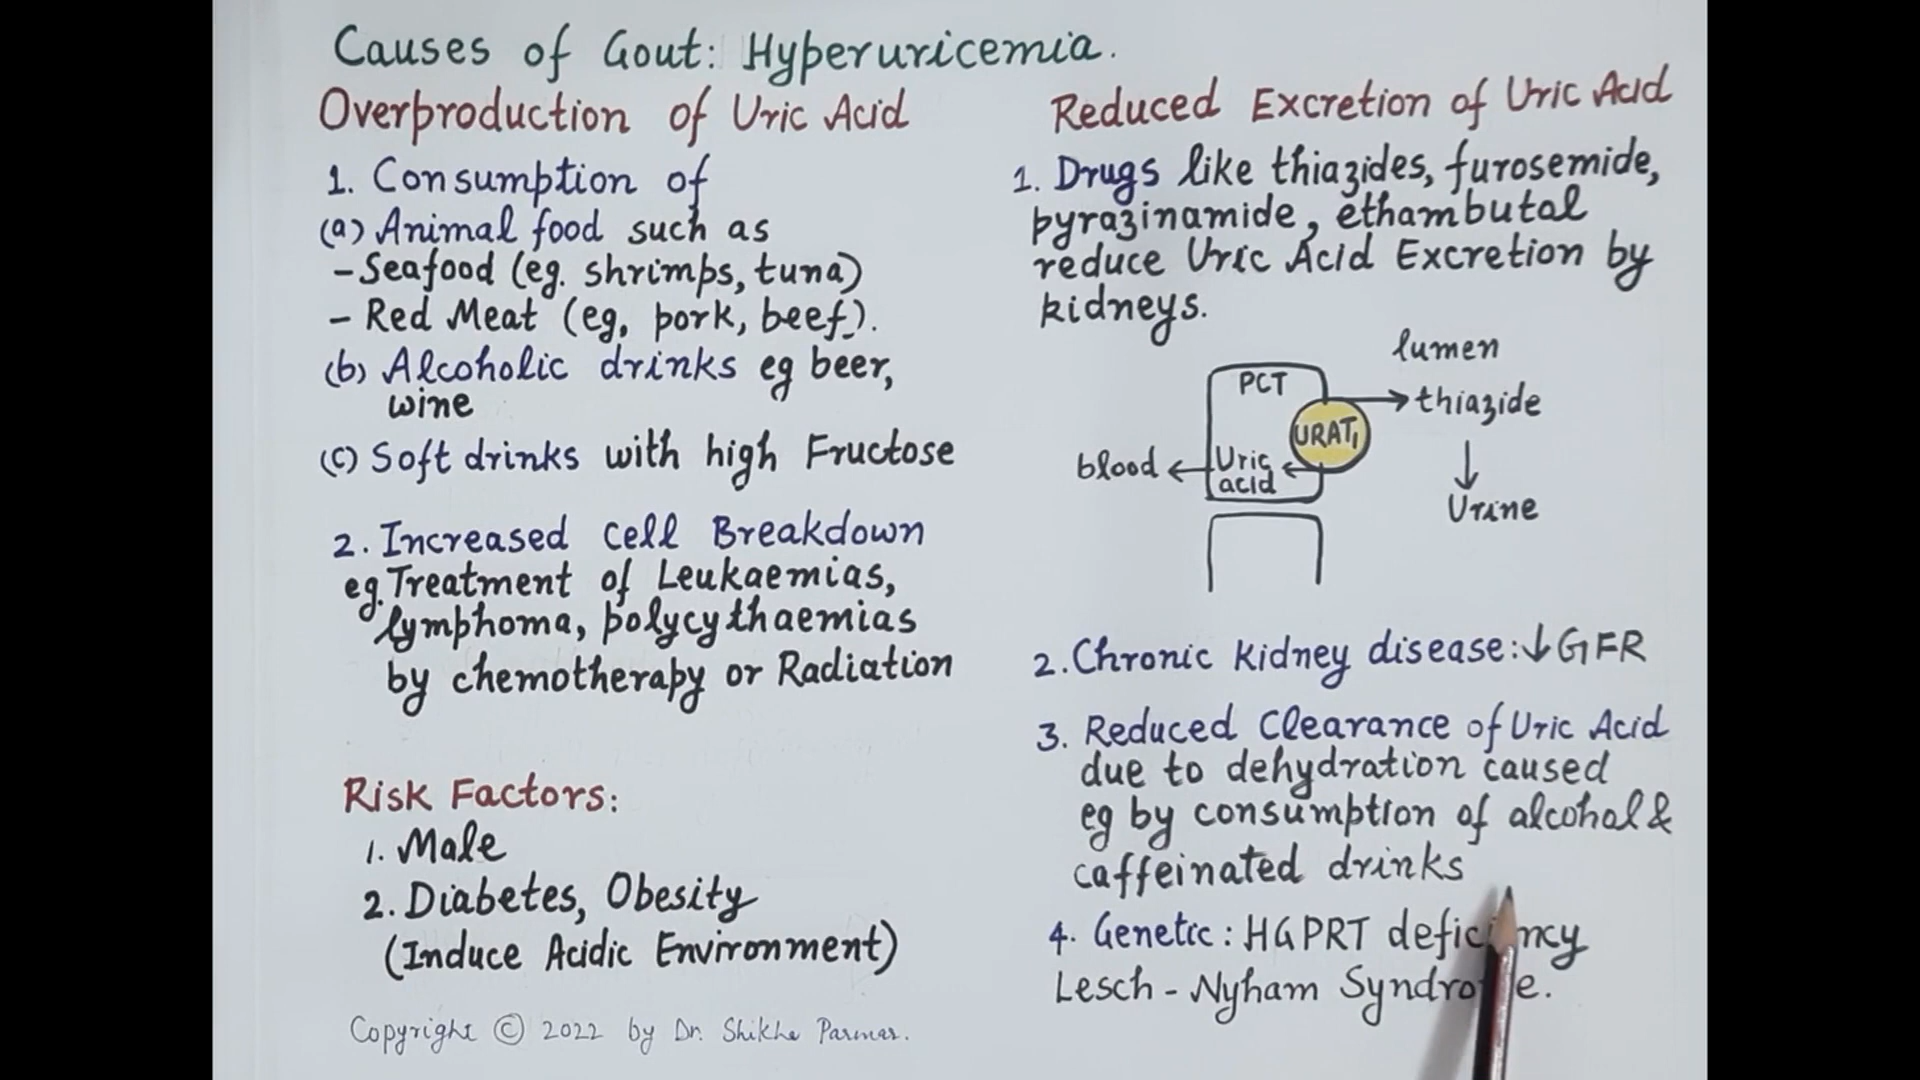 Causes of Gout: Hyperuricemia.
Overproduction of Uric Acid
1. Consumption of
(a) Animal food such as
- Seafood (eg. shrimps, tuna)
- Red Meat (eg, pork, beef).
(b) Alcoholic drinks eg beer,
wine
(c) Soft drinks with high Fructose
2. Increased Cell Breakdown
eg. Treatment of Leukaemias,
lymphoma, polycythaemias
by chemotherapy or Radiation
Risk Factors:
1. Male
2. Diabetes, Obesity
(Induce Acidic Environment)
Copyright © 2022 by Dr. Shikha Parmar.
Reduced Excretion of Uric Acid
1. Drugs like thiazides, furosemide,
pyrazinamide, ethambutal
reduce Uric Acid Excretion by
kidneys.
lumen
PCT
thiazide
URAT1
blood
Uric
acid
Urine
2. Chronic kidney disease: ↓ GFR
3. Reduced Clearance of Uric Acid
due to dehydration caused
eg by consumption of alcohal &
caffeinated drinks
4. Genetic: HGPRT
Lesch-Nyham